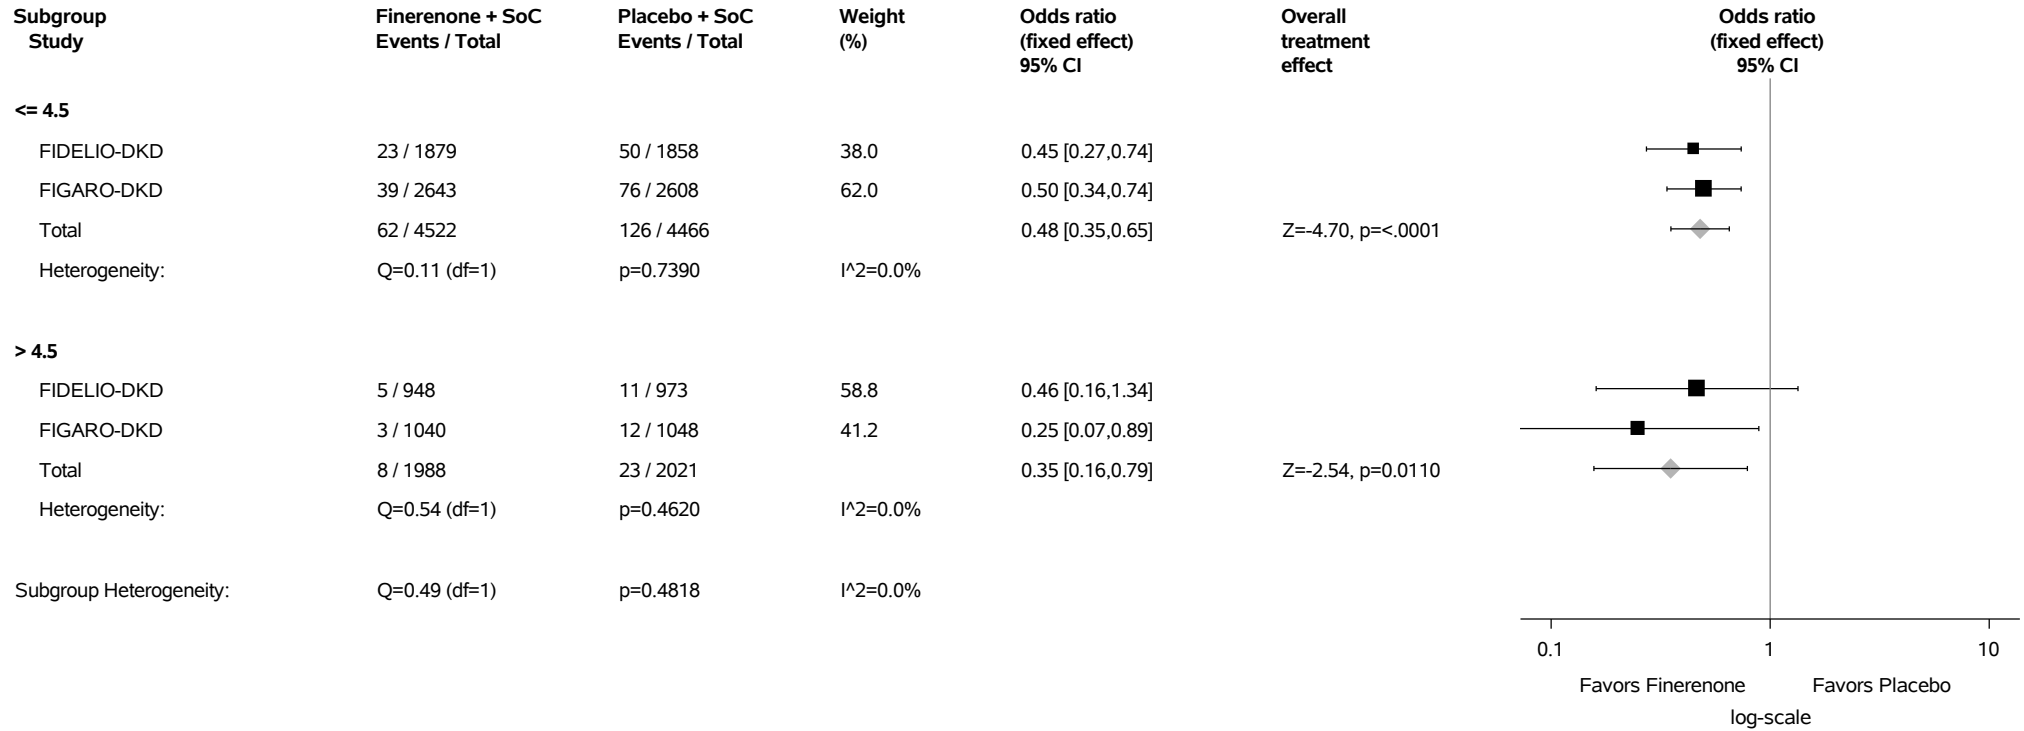 Subgroup Finerenone + SoC Placebo + SoC Weight Odds ratio Overall Odds ratio
Study Events / Total Events / Total (%) (fixed effect) treatment (fixed effect)
95% CI effect 95% CI
<= 4.5
FIDELIO-DKD 23 / 1879 50 / 1858 38.0 0.45 [0.27,0.74]
FIGARO-DKD 39 / 2643 76 / 2608 62.0 0.50 [0.34,0.74]
Total 62 / 4522 126 / 4466 0.48 [0.35,0.65] Z=-4.70, p=<.0001
Heterogeneity: Q=0.11 (df=1) p=0.7390 I^2=0.0%
> 4.5
FIDELIO-DKD 5 / 948 11 / 973 58.8 0.46 [0.16,1.34]
FIGARO-DKD 3 / 1040 12 / 1048 41.2 0.25 [0.07,0.89]
Total 8 / 1988 23 / 2021 0.35 [0.16,0.79] Z=-2.54, p=0.0110
Heterogeneity: Q=0.54 (df=1) p=0.4620 I^2=0.0%
Subgroup Heterogeneity: Q=0.49 (df=1) p=0.4818 I^2=0.0%
0.1 1 10
Favors Finerenone Favors Placebo
log-scale